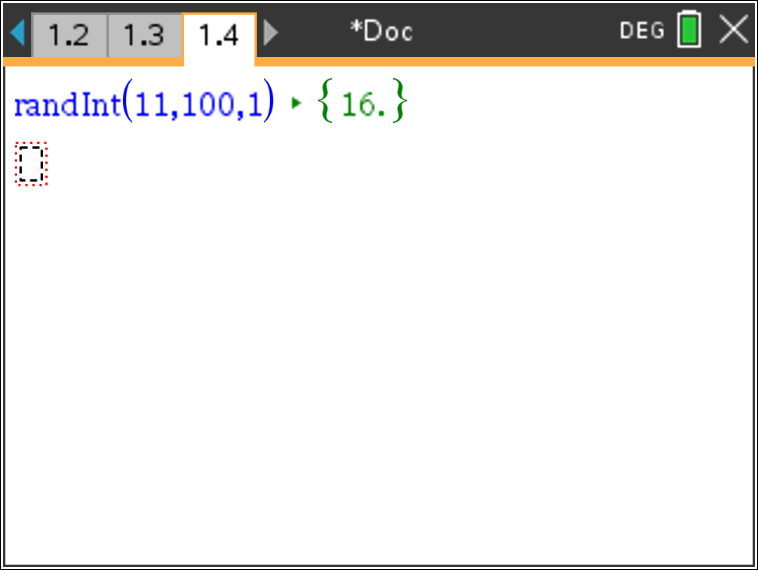 1.2 1.3 1.4 *Doc DEG
randInt(11,100,1) ▸ {16.}